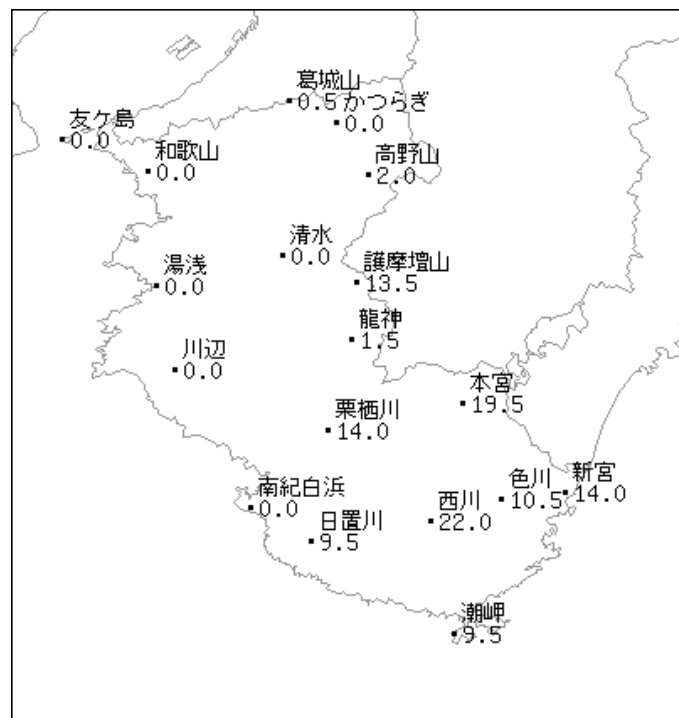 葛城山
0.5
かつらぎ
0.0
友ケ島
0.0
和歌山
0.0
高野山
2.0
清水
0.0
護摩壇山
13.5
湯浅
0.0
龍神
1.5
川辺
0.0
本宮
19.5
栗栖川
14.0
新宮
14.0
色川
10.5
南紀白浜
0.0
西川
22.0
日置川
9.5
潮岬
9.5